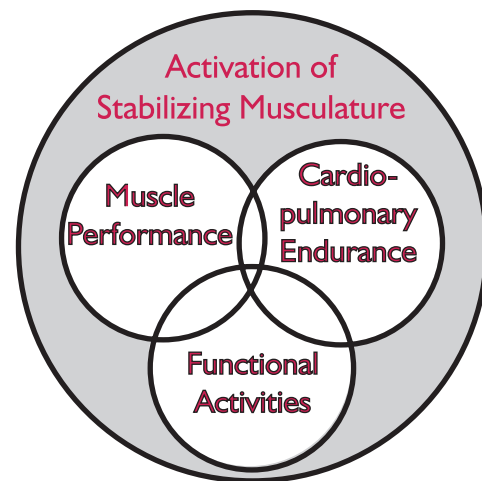 Activation of
Stabilizing Musculature
Muscle
Performance
Cardio-
pulmonary
Endurance
Functional
Activities